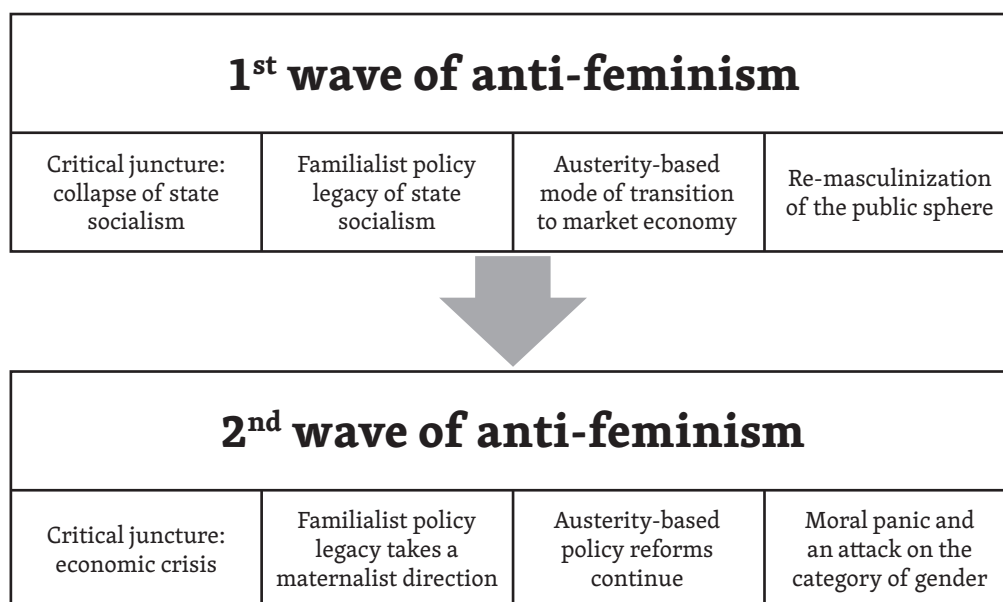 1st wave of anti-feminism
Critical juncture:
collapse of state
socialism
Familialist policy
legacy of state
socialism
Austerity-based
mode of transition
to market economy
Re-masculinization
of the public sphere
2nd wave of anti-feminism
Critical juncture:
economic crisis
Familialist policy
legacy takes a
maternalist direction
Austerity-based
policy reforms
continue
Moral panic and
an attack on the
category of gender